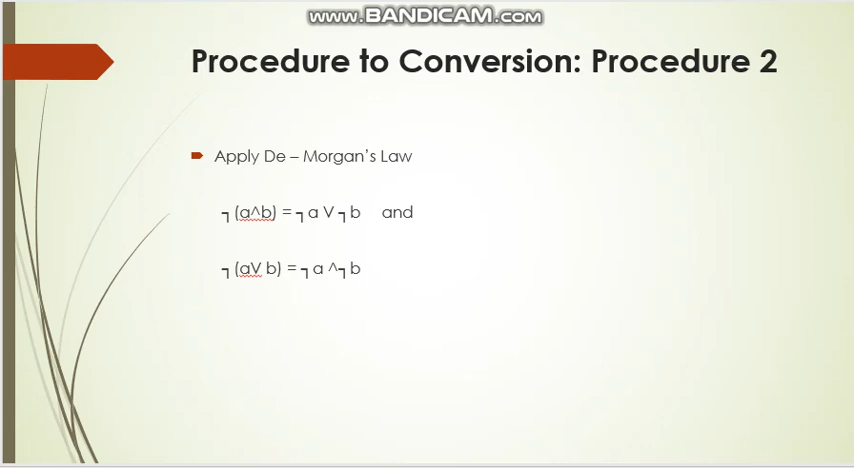 www.BANDICAM.com
Procedure to Conversion: Procedure 2
Apply De – Morgan's Law
┐(a^b) = ┐a V ┐b and
┐(aV b) = ┐a ^┐b